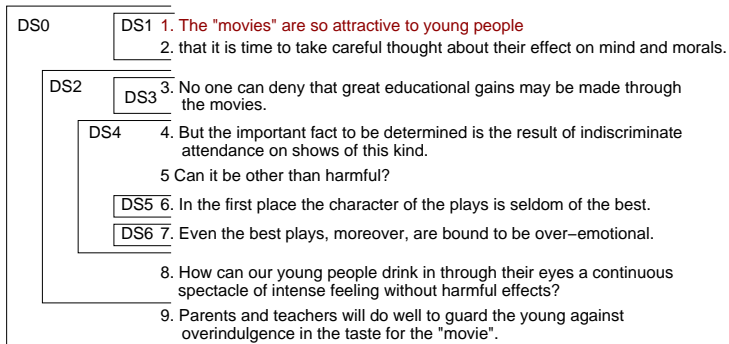 DS0 DS1 1. The "movies" are so attractive to young people
2. that it is time to take careful thought about their effect on mind and morals.
DS2 DS3 3. No one can deny that great educational gains may be made through
the movies.
DS4 4. But the important fact to be determined is the result of indiscriminate
attendance on shows of this kind.
5 Can it be other than harmful?
DS5 6. In the first place the character of the plays is seldom of the best.
DS6 7. Even the best plays, moreover, are bound to be over−emotional.
8. How can our young people drink in through their eyes a continuous
spectacle of intense feeling without harmful effects?
9. Parents and teachers will do well to guard the young against
overindulgence in the taste for the "movie".